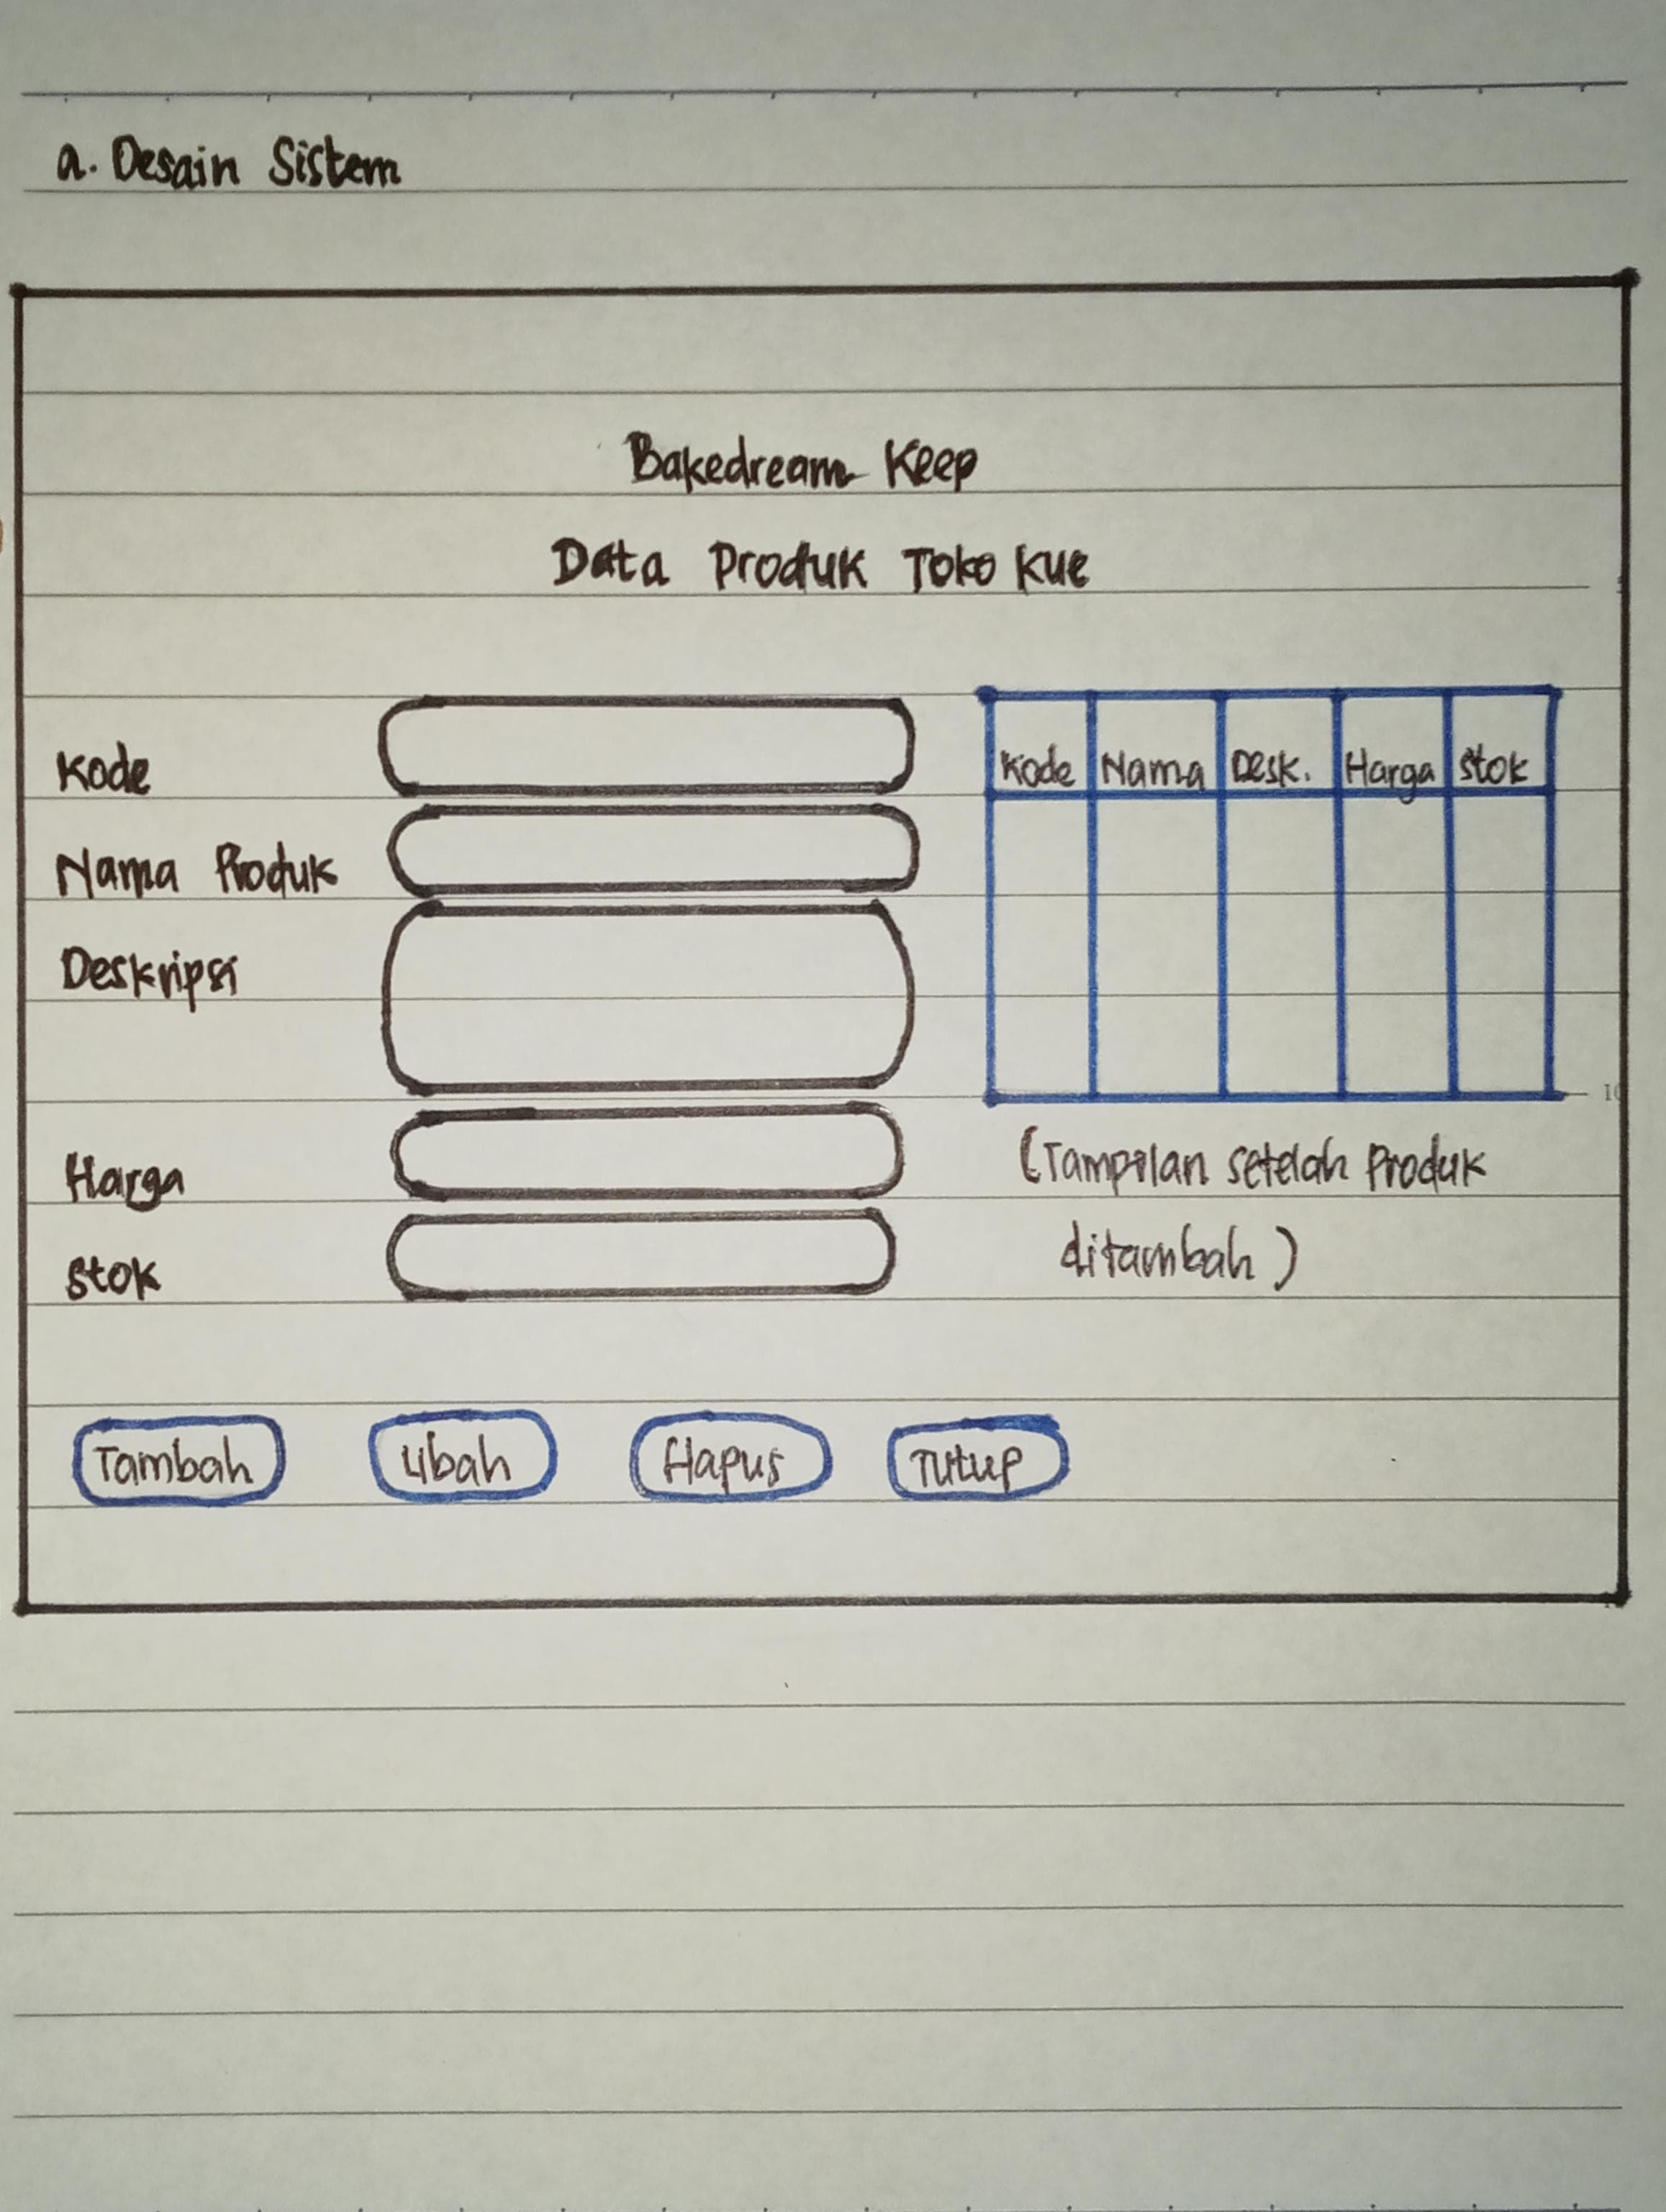 a. Desain Sistem
Bakedream Keep
Data Produk Toko Kue
Kode
Nama Produk
Deskripsi
Harga
Stok
Kode Nama Desk. Harga Stok
(Tampilan setelah Produk
ditambah)
Tambah Ubah Hapus Tutup
10